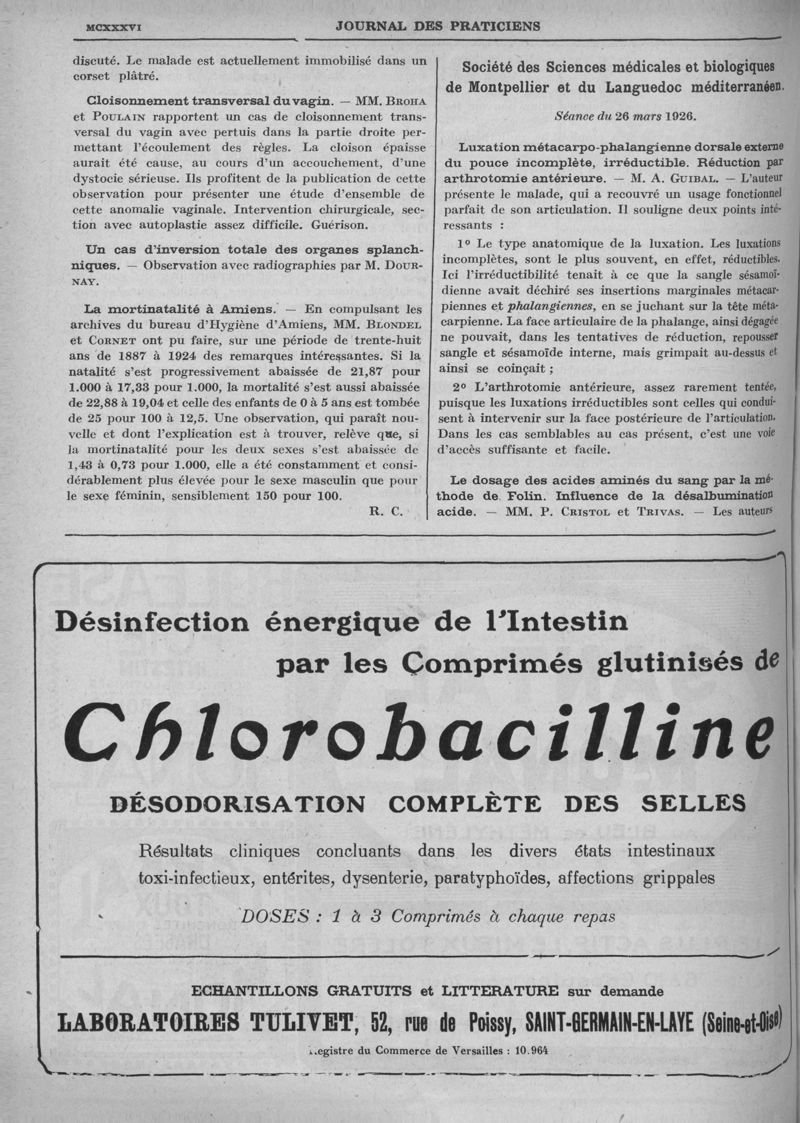 MCXXXVI
JOURNAL DES PRATICIENS
discuté. Le malade est actuellement immobilisé dans un
corset plâtré.
Cloisonnement transversal du vagin. — MM. BROHA
et POULAIN rapportent un cas de cloisonnement trans-
versal du vagin avec pertuis dans la partie droite per-
mettant l'écoulement des règles. La cloison épaisse
aurait été cause, au cours d'un accouchement, d'une
dystocie sérieuse. Ils profitent de la publication de cette
observation pour présenter une étude d'ensemble de
cette anomalie vaginale. Intervention chirurgicale, sec-
tion avec autoplastie assez difficile. Guérison.
Un cas d'inversion totale des organes splanch-
niques. — Observation avec radiographies par M. DOUR-
NAY.
La mortinatalité à Amiens. — En compulsant les
archives du bureau d'Hygiène d'Amiens, MM. BLONDEL
et CORNET ont pu faire, sur une période de trente-huit
ans de 1887 à 1924 des remarques intéressantes. Si la
natalité s'est progressivement abaissée de 21,87 pour
1.000 à 17,33 pour 1.000, la mortalité s'est aussi abaissée
de 22,88 à 19,04 et celle des enfants de 0 à 5 ans est tombée
de 25 pour 100 à 12,5. Une observation, qui paraît nou-
velle et dont l'explication est à trouver, relève que, si
la mortinatalité pour les deux sexes s'est abaissée de
1,43 à 0,73 pour 1.000, elle a été constamment et consi-
dérablement plus élevée pour le sexe masculin que pour
le sexe féminin, sensiblement 150 pour 100.
R. C.
Société des Sciences médicales et biologiques
de Montpellier et du Languedoc méditerranéen.
Séance du 26 mars 1926.
Luxation métacarpo-phalangienne dorsale externe
du pouce incomplète, irréductible. Réduction par
arthrotomie antérieure. — M. A. GUIBAL. — L'auteur
présente le malade, qui a recouvré un usage fonctionnel
parfait de son articulation. Il souligne deux points inté-
ressants :
1º Le type anatomique de la luxation. Les luxations
incomplètes, sont le plus souvent, en effet, réductibles.
Ici l'irréductibilité tenait à ce que la sangle sésamoï-
dienne avait déchiré ses insertions marginales métacar-
piennes et phalangiennes, en se juchant sur la tête méta-
carpienne. La face articulaire de la phalange, ainsi dégagée
ne pouvait, dans les tentatives de réduction, repousser
sangle et sésamoïde interne, mais grimpait au-dessus et
ainsi se coinçait ;
2º L'arthrotomie antérieure, assez rarement tentée,
puisque les luxations irréductibles sont celles qui condui-
sent à intervenir sur la face postérieure de l'articulation.
Dans les cas semblables au cas présent, c'est une voie
d'accès suffisante et facile.
Le dosage des acides aminés du sang par la mé-
thode de Folin. Influence de la désalbumination
acide. — MM. P. CRISTOL et TRIVAS. — Les auteurs
Désinfection énergique de l'Intestin
par les Comprimés glutinisés de
Chlorobacilline
DÉSODORISATION COMPLÈTE DES SELLES
Résultats cliniques concluants dans les divers états intestinaux
toxi-infectieux, entérites, dysenterie, paratyphoïdes, affections grippales
DOSES : 1 à 3 Comprimés à chaque repas
ECHANTILLONS GRATUITS et LITTERATURE sur demande
LABORATOIRES TULIVET, 52, rue de Poissy, SAINT-GERMAIN-EN-LAYE (Seine-et-Oise)
.egistre du Commerce de Versailles : 10.964